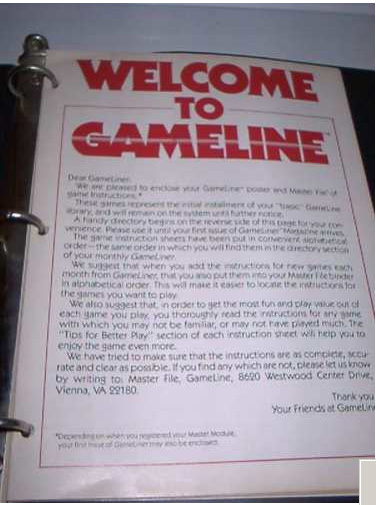 WELCOME
TO
GAMELINE™
Dear GameLiner:
We are pleased to enclose your GameLine™ poster and Master File of
game Instructions.*
These games represent the initial installment of your "basic" GameLine
library, and will remain on the system until further notice.
A handy directory begins on the reverse side of this page for your con-
venience. Please use it until your first issue of GameLiner™ Magazine arrives.
The game instruction sheets have been put in convenient alphabetical
order—the same order in which you will find them in the directory section
of your monthly GameLiner.
We suggest that when you add the instructions for new games each
month from GameLiner, that you also put them into your Master File binder
in alphabetical order. This will make it easier to locate the instructions for
the games you want to play.
We also suggest that, in order to get the most fun and play value out of
each game you play, you thoroughly read the instructions for any game
with which you may not be familiar, or may not have played much. The
"Tips for Better Play" section of each instruction sheet will help you to
enjoy the game even more.
We have tried to make sure that the instructions are as complete, accu-
rate and clear as possible. If you find any which are not, please let us know
by writing to: Master File, GameLine, 8620 Westwood Center Drive,
Vienna, VA 22180.
Thank you
Your Friends at GameLine
*Depending on when you registered your Master Module,
your first issue of GameLiner may also be enclosed.